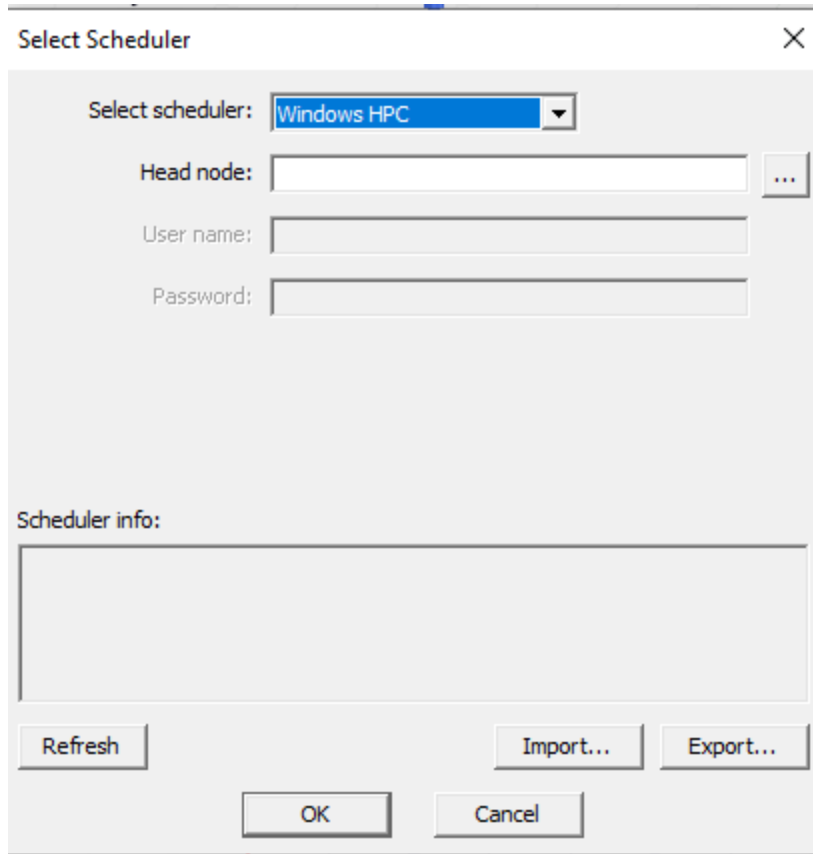 Select Scheduler
Select scheduler: Windows HPC
Head node: ...
User name:
Password:
Scheduler info:
Refresh Import... Export...
OK Cancel